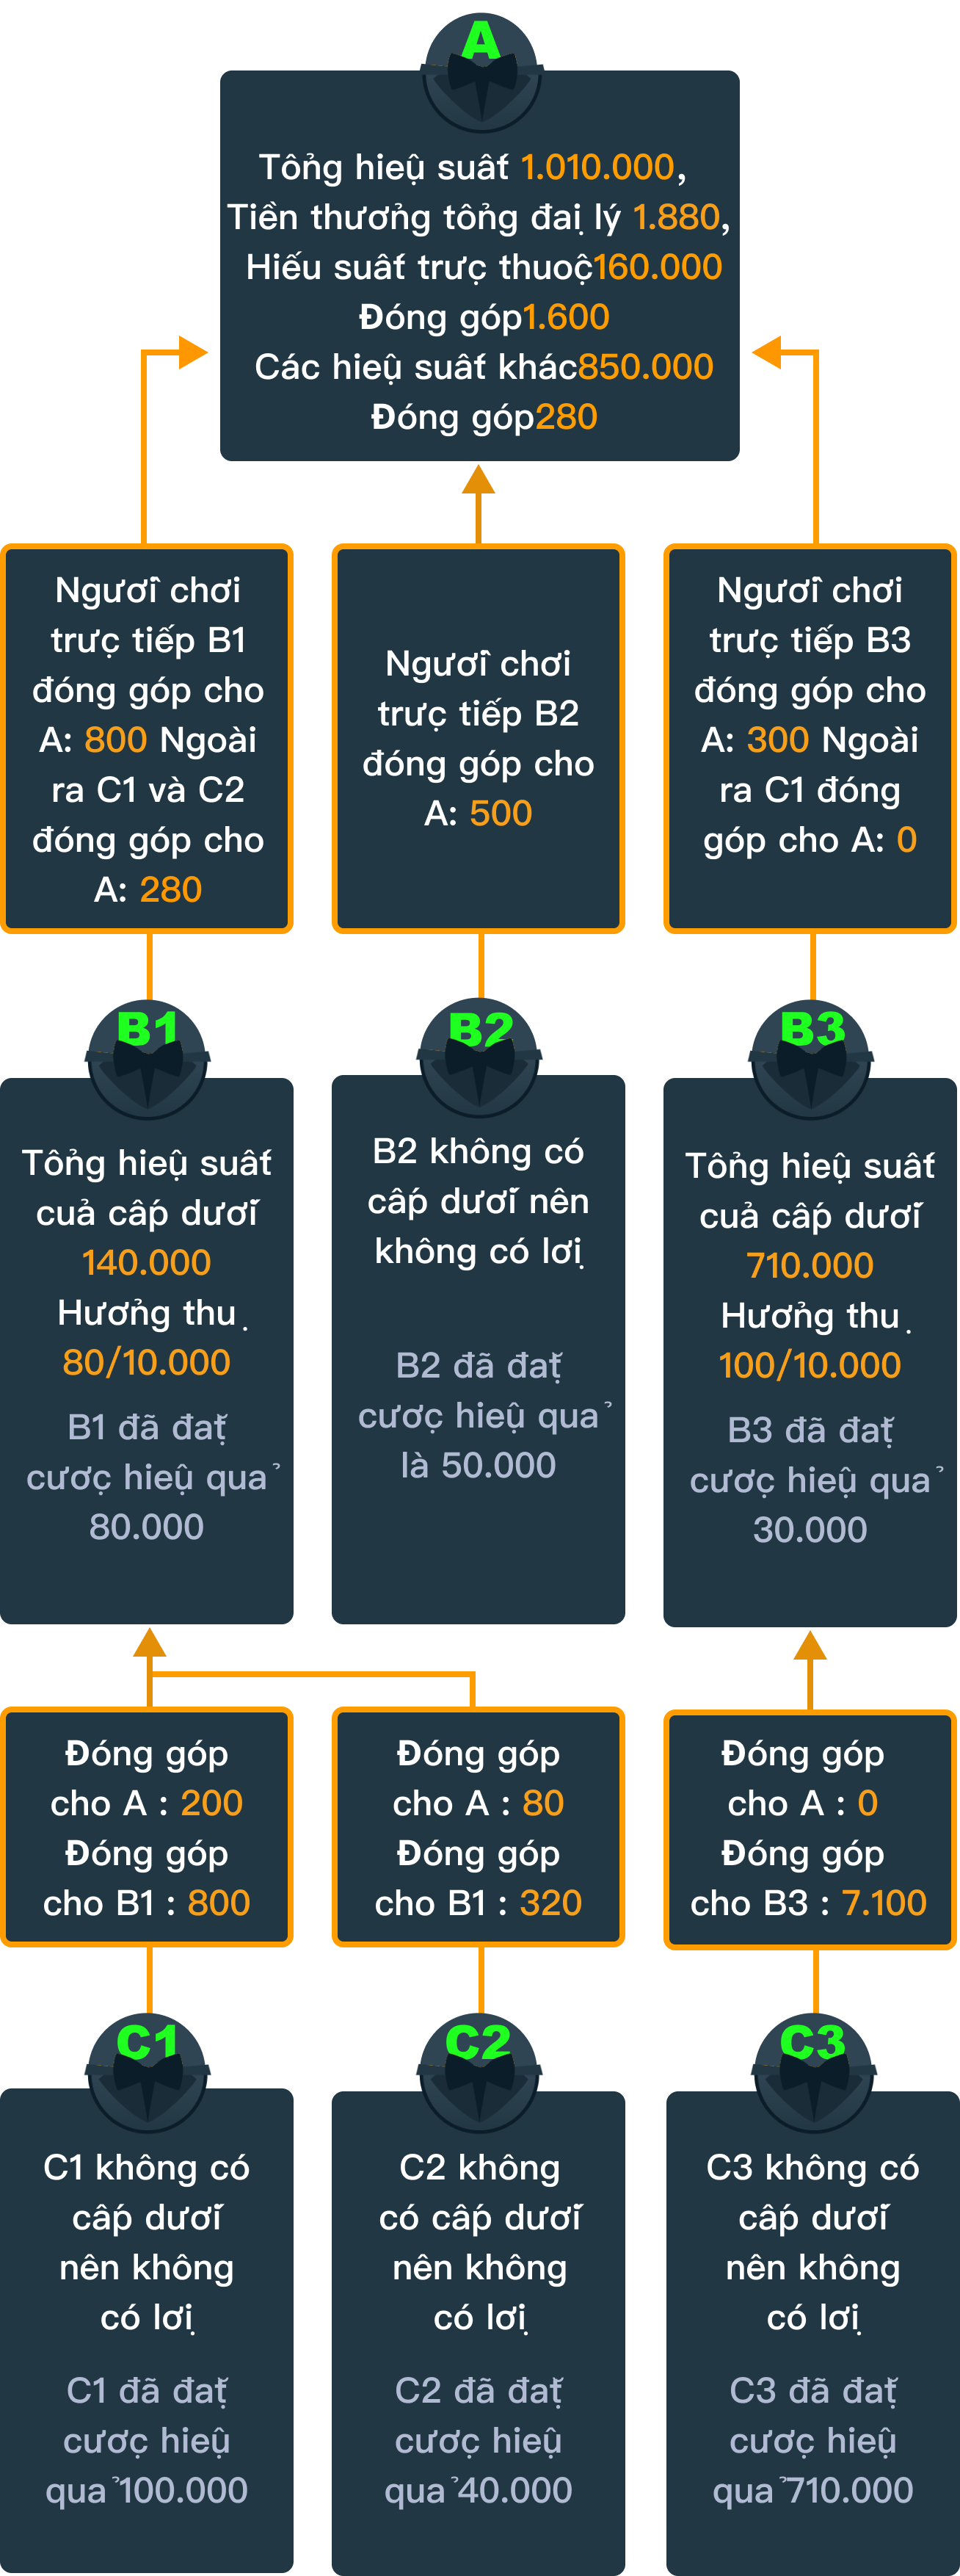 A
Tổng hiệu suất 1.010.000,
Tiền thưởng tổng đại lý 1.880,
Hiếu suất trực thuộc160.000
Đóng góp1.600
Các hiệu suất khác850.000
Đóng góp280
Người chơi
trực tiếp B1
đóng góp cho
A: 800 Ngoài
ra C1 và C2
đóng góp cho
A: 280
Người chơi
trực tiếp B2
đóng góp cho
A: 500
Người chơi
trực tiếp B3
đóng góp cho
A: 300 Ngoài
ra C1 đóng
góp cho A: 0
B1
Tổng hiệu suất
của cấp dưới
140.000
Hưởng thụ
80/10.000
B1 đã đặt
cược hiệu quả
80.000
B2
B2 không có
cấp dưới nên
không có lợi
B2 đã đặt
cược hiệu quả
là 50.000
B3
Tổng hiệu suất
của cấp dưới
710.000
Hưởng thụ
100/10.000
B3 đã đặt
cược hiệu quả
30.000
Đóng góp
cho A : 200
Đóng góp
cho B1 : 800
Đóng góp
cho A : 80
Đóng góp
cho B1 : 320
Đóng góp
cho A : 0
Đóng góp
cho B3 : 7.100
C1
C1 không có
cấp dưới
nên không
có lợi
C1 đã đặt
cược hiệu
quả 100.000
C2
C2 không
có cấp dưới
nên không
có lợi
C2 đã đặt
cược hiệu
quả 40.000
C3
C3 không có
cấp dưới
nên không
có lợi
C3 đã đặt
cược hiệu
quả 710.000